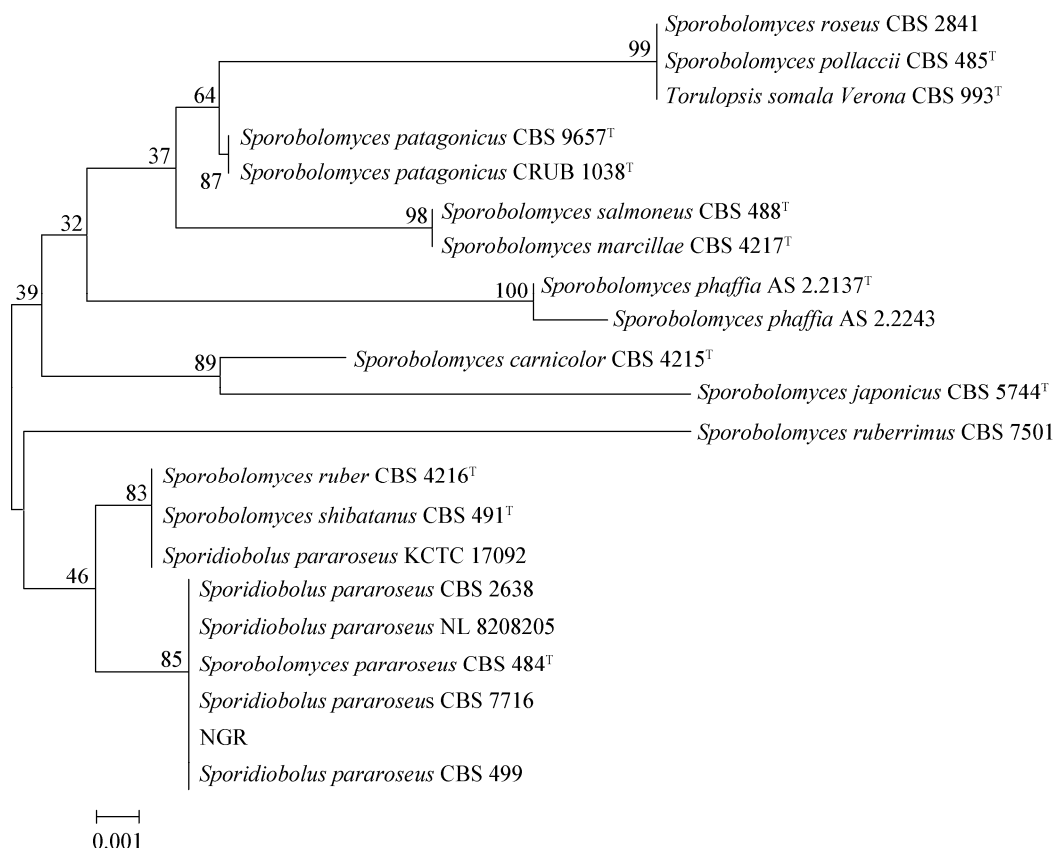 Sporobolomyces roseus CBS 2841
99
Sporobolomyces pollaccii CBS 485ᵀ
Torulopsis somala Verona CBS 993ᵀ
64
Sporobolomyces patagonicus CBS 9657ᵀ
37
Sporobolomyces patagonicus CRUB 1038ᵀ
87
Sporobolomyces salmoneus CBS 488ᵀ
98
32
Sporobolomyces marcillae CBS 4217ᵀ
Sporobolomyces phaffia AS 2.2137ᵀ
100
39
Sporobolomyces phaffia AS 2.2243
Sporobolomyces carnicolor CBS 4215ᵀ
89
Sporobolomyces japonicus CBS 5744ᵀ
Sporobolomyces ruberrimus CBS 7501
Sporobolomyces ruber CBS 4216ᵀ
83
Sporobolomyces shibatanus CBS 491ᵀ
Sporidiobolus pararoseus KCTC 17092
46
Sporidiobolus pararoseus CBS 2638
Sporidiobolus pararoseus NL 8208205
85
Sporobolomyces pararoseus CBS 484ᵀ
Sporidiobolus pararoseus CBS 7716
NGR
Sporidiobolus pararoseus CBS 499
0.001